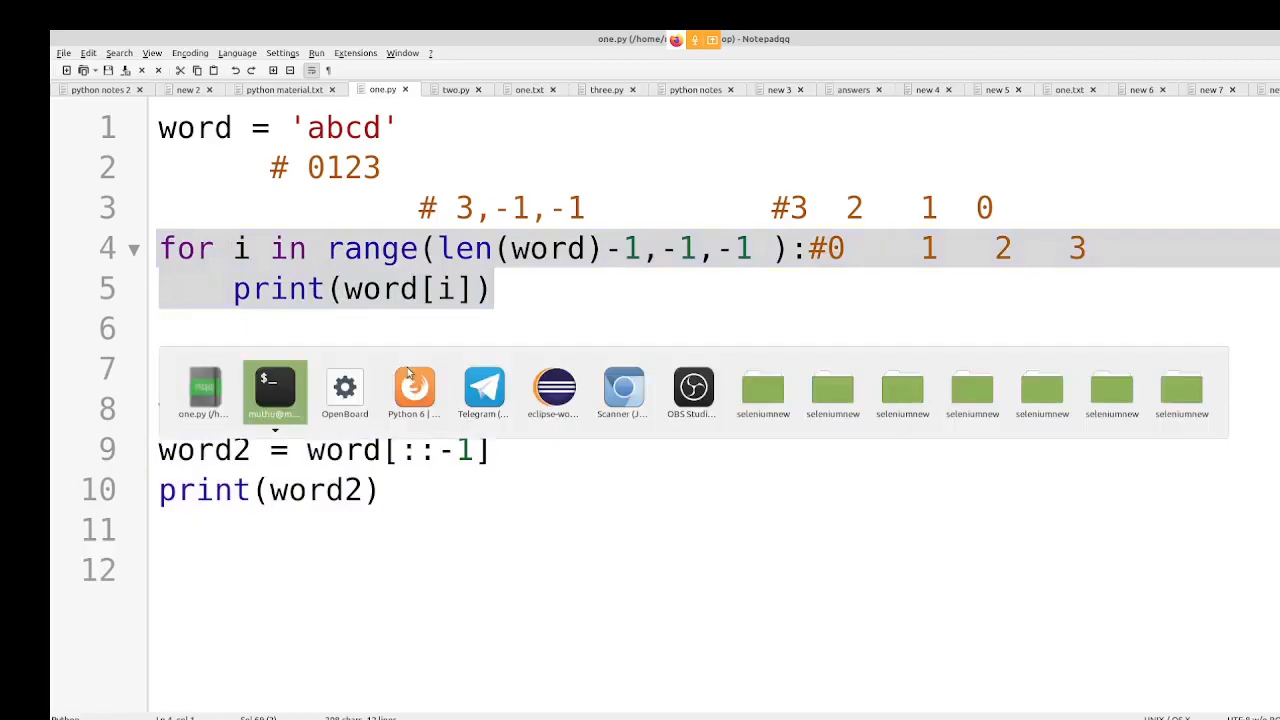 one.py (/home/ op) - Notepadqq
File Edit Search View Encoding Language Settings Run Extensions Window ?
python notes 2 new 2 python material.txt one.py two.py one.txt three.py python notes new 3 answers new 4 new 5 one.txt new 6 new 7
1 word = 'abcd'
2 # 0123
3 # 3,-1,-1 #3 2 1 0
4 for i in range(len(word)-1,-1,-1 ):#0 1 2 3
5 print(word[i])
6
7
8
one.py (/h... muthu@m... OpenBoard Python 6 | ... Telegram (... eclipse-wo... Scanner (J... OBS Studi... seleniumnew seleniumnew seleniumnew seleniumnew seleniumnew seleniumnew seleniumnew
9 word2 = word[::-1]
10 print(word2)
11
12